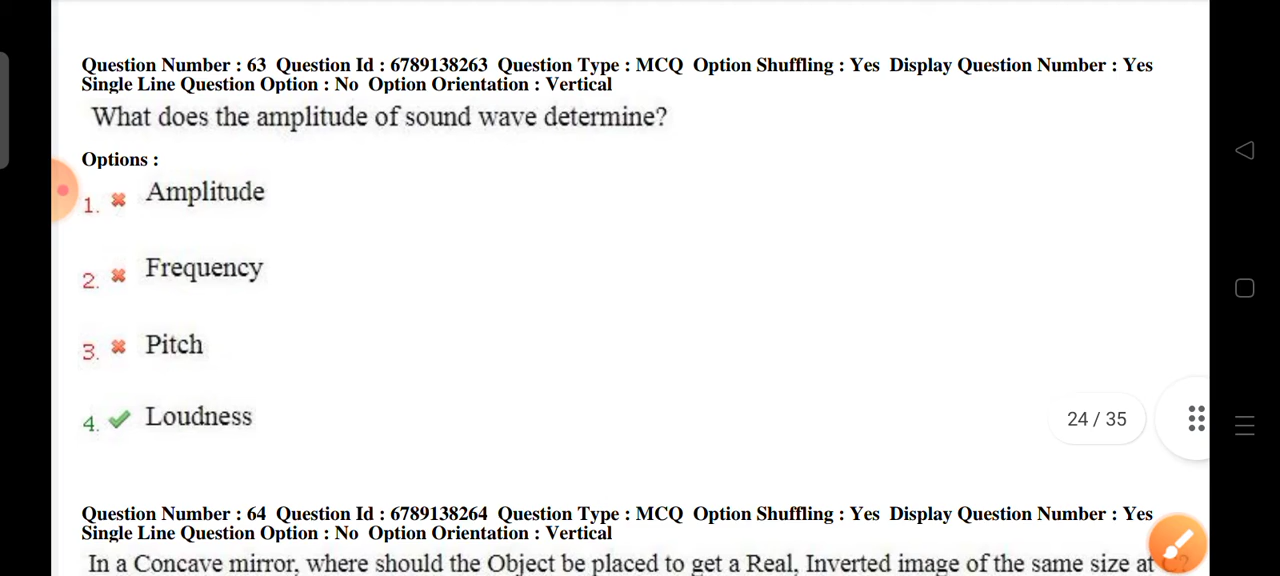 Question Number : 63 Question Id : 6789138263 Question Type : MCQ Option Shuffling : Yes Display Question Number : Yes
Single Line Question Option : No Option Orientation : Vertical
What does the amplitude of sound wave determine?
Options :
1. Amplitude
2. Frequency
3. Pitch
4. Loudness
24 / 35
Question Number : 64 Question Id : 6789138264 Question Type : MCQ Option Shuffling : Yes Display Question Number : Yes
Single Line Question Option : No Option Orientation : Vertical
In a Concave mirror, where should the Object be placed to get a Real, Inverted image of the same size at